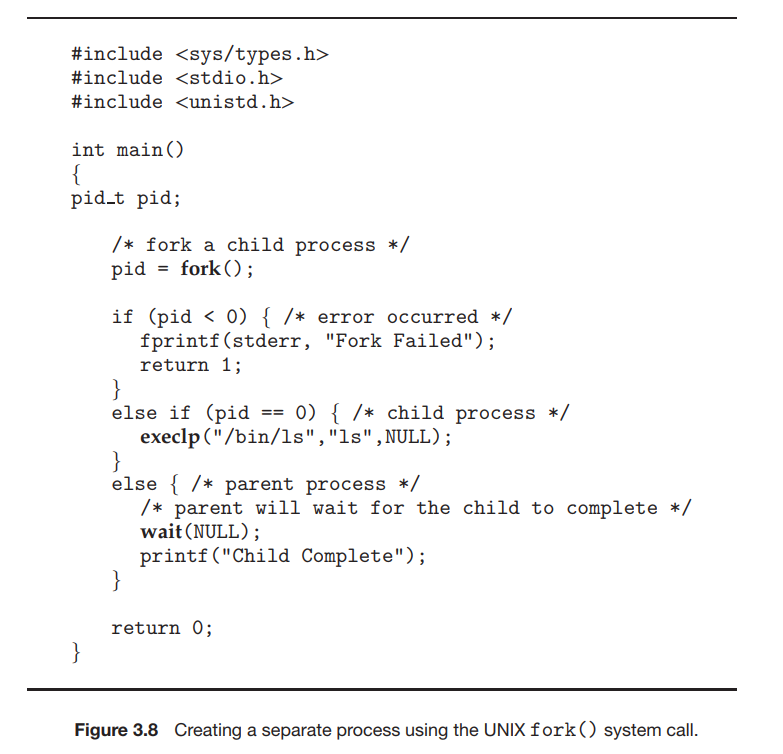 #include <sys/types.h>
#include <stdio.h>
#include <unistd.h>
int main()
{
pid_t pid;
/* fork a child process */
pid = fork();
if (pid < 0) { /* error occurred */
fprintf(stderr, "Fork Failed");
return 1;
}
else if (pid == 0) { /* child process */
execlp("/bin/ls","ls",NULL);
}
else { /* parent process */
/* parent will wait for the child to complete */
wait(NULL);
printf("Child Complete");
}
return 0;
}
Figure 3.8 Creating a separate process using the UNIX fork() system call.